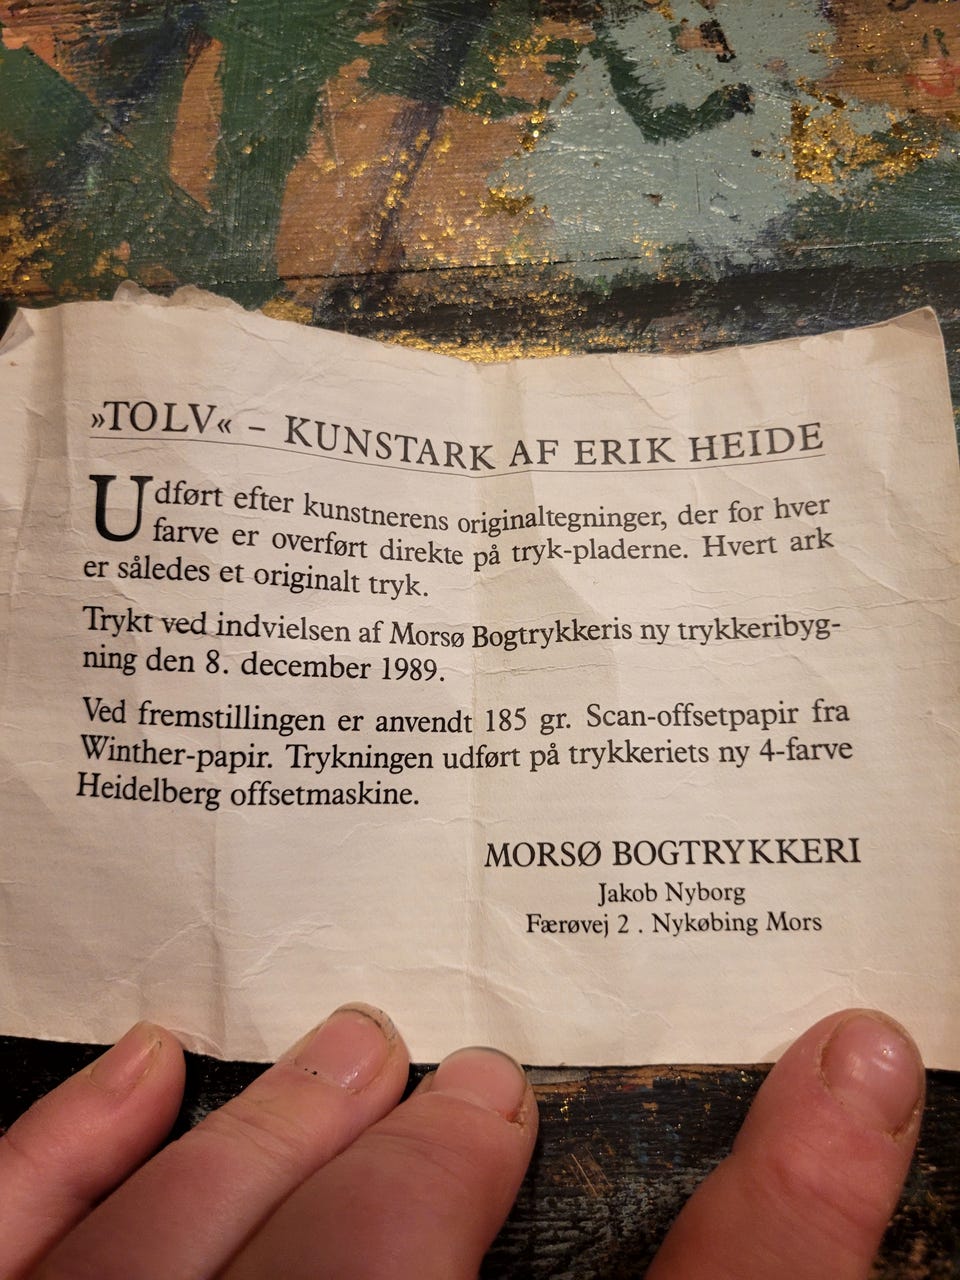 »TOLV« – KUNSTARK AF ERIK HEIDE
Udført efter kunstnerens originaltegninger, der for hver
farve er overført direkte på tryk-pladerne. Hvert ark
er således et originalt tryk.
Trykt ved indvielsen af Morsø Bogtrykkeris ny trykkeribyg-
ning den 8. december 1989.
Ved fremstillingen er anvendt 185 gr. Scan-offsetpapir fra
Winther-papir. Trykningen udført på trykkeriets ny 4-farve
Heidelberg offsetmaskine.
MORSØ BOGTRYKKERI
Jakob Nyborg
Færøvej 2 . Nykøbing Mors